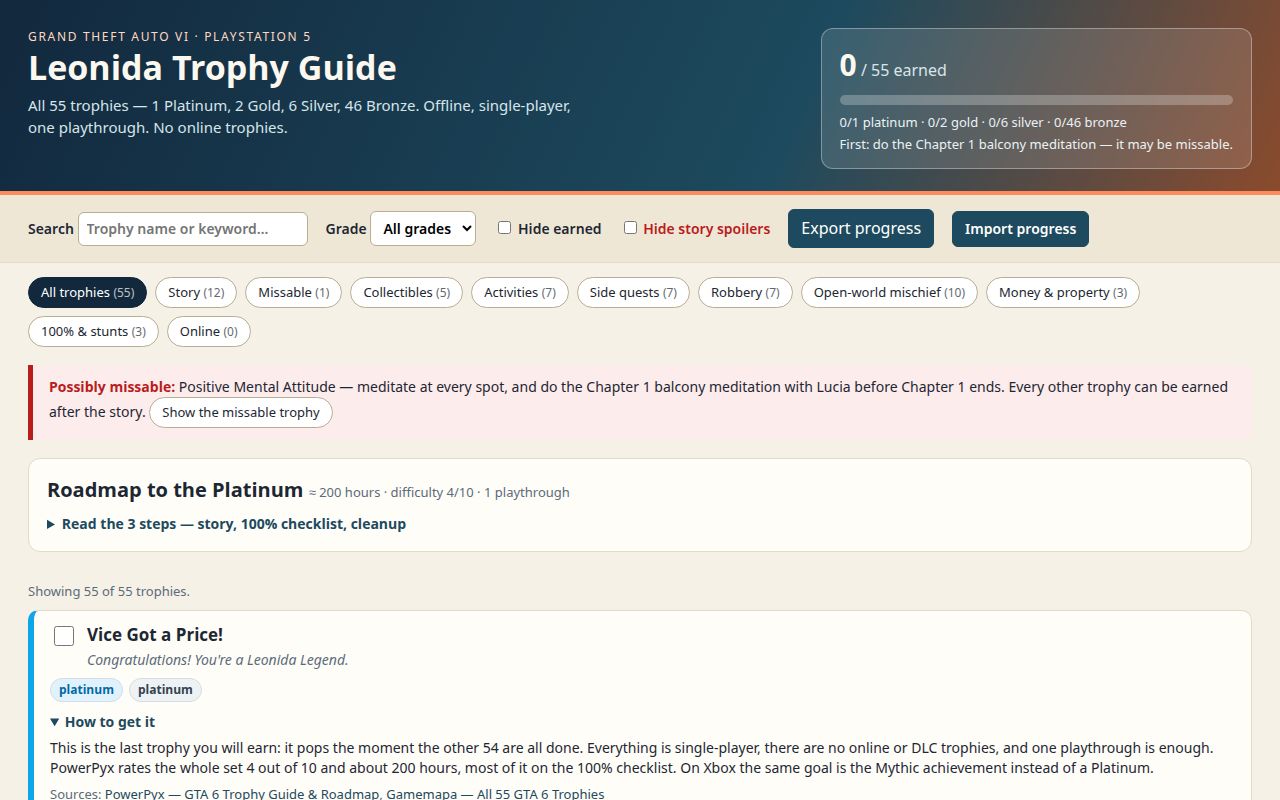 GRAND THEFT AUTO VI · PLAYSTATION 5
Leonida Trophy Guide
All 55 trophies — 1 Platinum, 2 Gold, 6 Silver, 46 Bronze. Offline, single-player,
one playthrough. No online trophies.
0 / 55 earned
0/1 platinum · 0/2 gold · 0/6 silver · 0/46 bronze
First: do the Chapter 1 balcony meditation — it may be missable.
Search Trophy name or keyword... Grade All grades Hide earned Hide story spoilers Export progress Import progress
All trophies (55) Story (12) Missable (1) Collectibles (5) Activities (7) Side quests (7) Robbery (7) Open-world mischief (10) Money & property (3)
100% & stunts (3) Online (0)
Possibly missable: Positive Mental Attitude — meditate at every spot, and do the Chapter 1 balcony meditation with Lucia before Chapter 1 ends. Every other trophy can be earned
after the story. Show the missable trophy
Roadmap to the Platinum ≈ 200 hours · difficulty 4/10 · 1 playthrough
Read the 3 steps — story, 100% checklist, cleanup
Showing 55 of 55 trophies.
Vice Got a Price!
Congratulations! You're a Leonida Legend.
platinum platinum
How to get it
This is the last trophy you will earn: it pops the moment the other 54 are all done. Everything is single-player, there are no online or DLC trophies, and one playthrough is enough.
PowerPyx rates the whole set 4 out of 10 and about 200 hours, most of it on the 100% checklist. On Xbox the same goal is the Mythic achievement instead of a Platinum.
Sources: PowerPyx — GTA 6 Trophy Guide & Roadmap, Gamemapa — All 55 GTA 6 Trophies